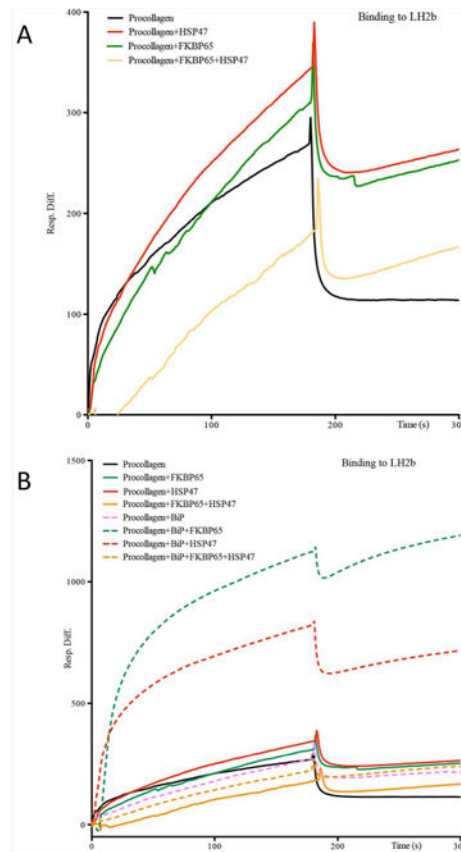 A
Procollagen
Procollagen+HSP47
Procollagen+FKBP65
Procollagen+FKBP65+HSP47
Binding to LH2b
400
300
200
100
0
Resp. Diff.
0
100
200
300
Time (s)
B
Procollagen
Procollagen+FKBP65
Procollagen+HSP47
Procollagen+FKBP65+HSP47
Procollagen+BiP
Procollagen+BiP+FKBP65
Procollagen+BiP+HSP47
Procollagen+BiP+FKBP65+HSP47
Binding to LH2b
1500
1000
500
0
Resp. Diff.
0
100
200
300
Time (s)